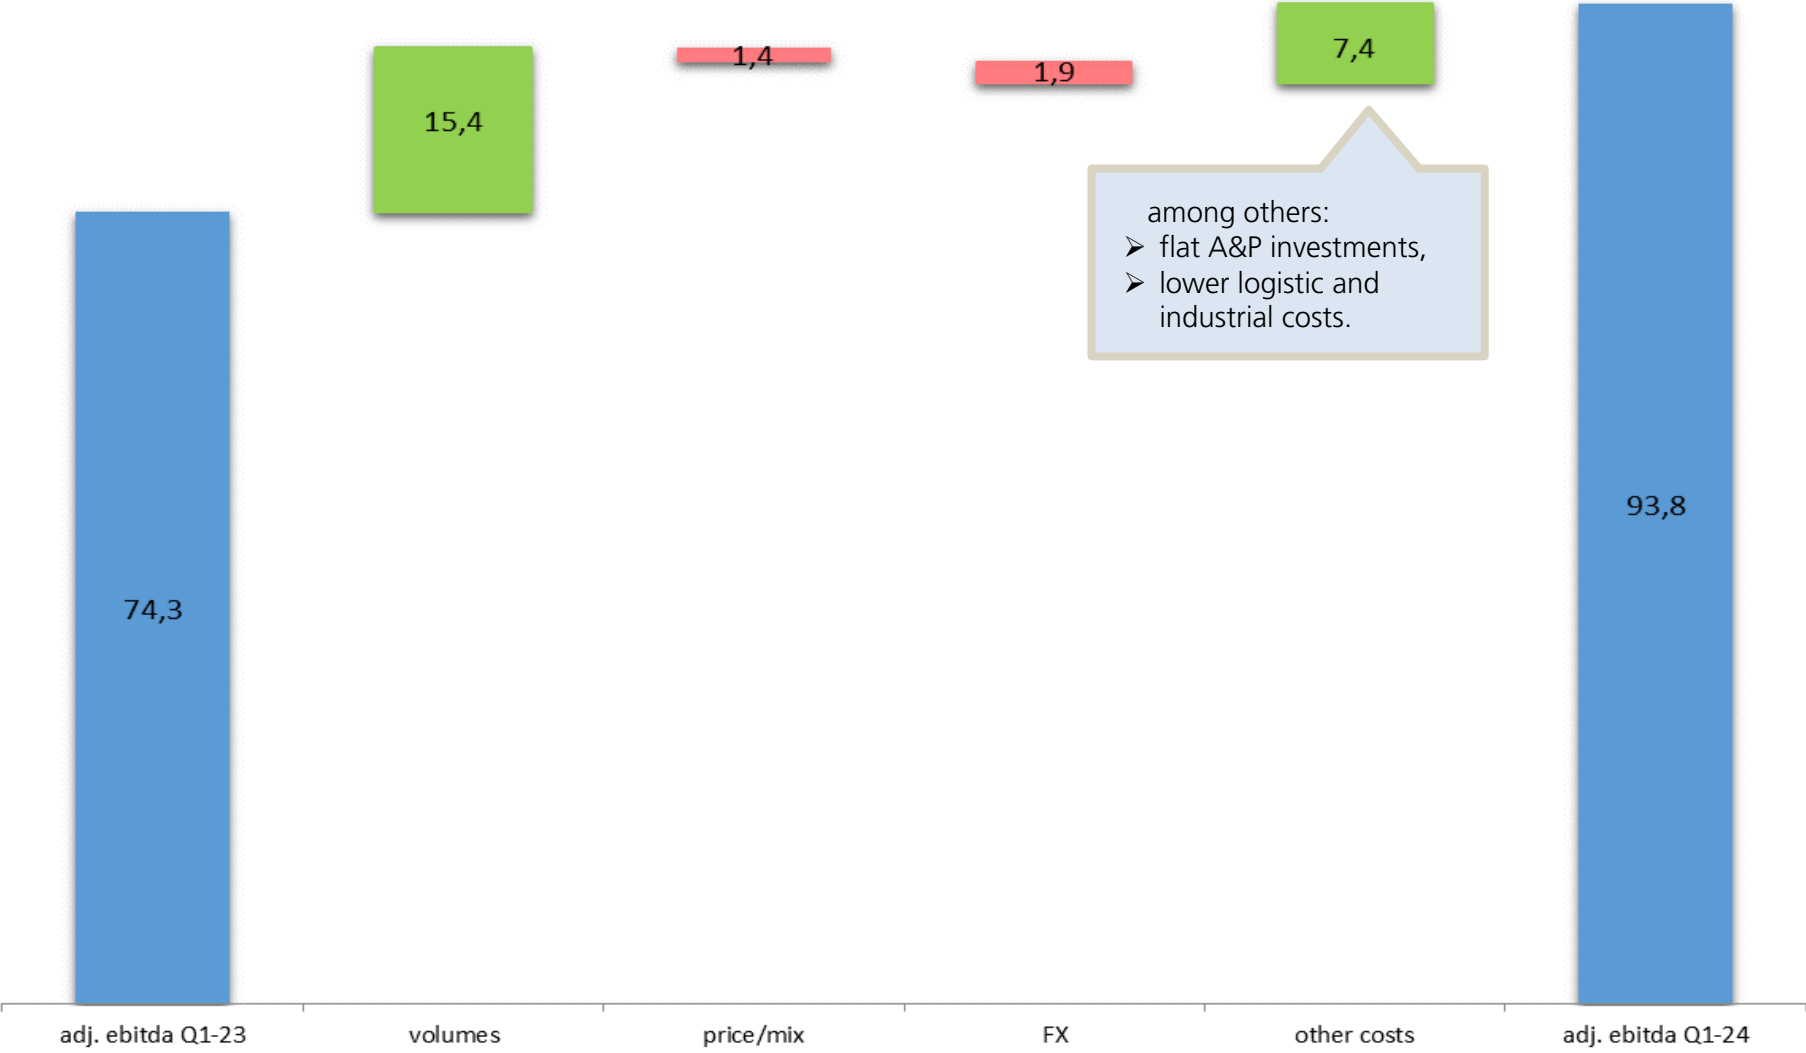 1,4
7,4
1,9
15,4
among others:
➢ flat A&P investments,
➢ lower logistic and
industrial costs.
93,8
74,3
adj. ebitda Q1-23
volumes
price/mix
FX
other costs
adj. ebitda Q1-24